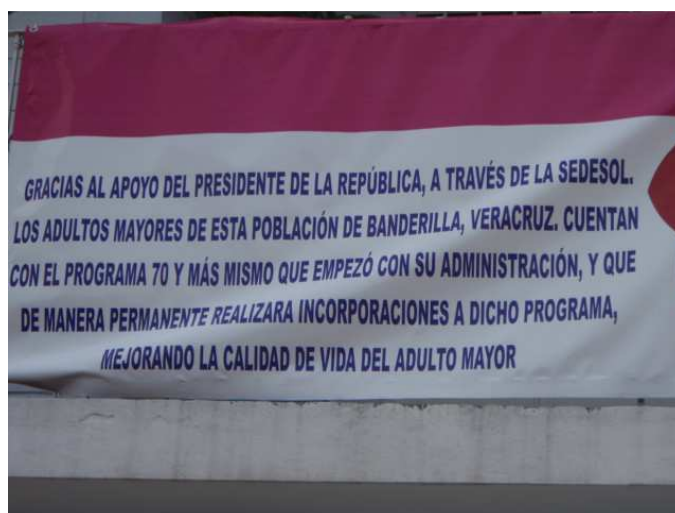 GRACIAS AL APOYO DEL PRESIDENTE DE LA REPÚBLICA, A TRAVÉS DE LA SEDESOL.
LOS ADULTOS MAYORES DE ESTA POBLACIÓN DE BANDERILLA, VERACRUZ. CUENTAN
CON EL PROGRAMA 70 Y MÁS MISMO QUE EMPEZÓ CON SU ADMINISTRACIÓN, Y QUE
DE MANERA PERMANENTE REALIZARA INCORPORACIONES A DICHO PROGRAMA,
MEJORANDO LA CALIDAD DE VIDA DEL ADULTO MAYOR